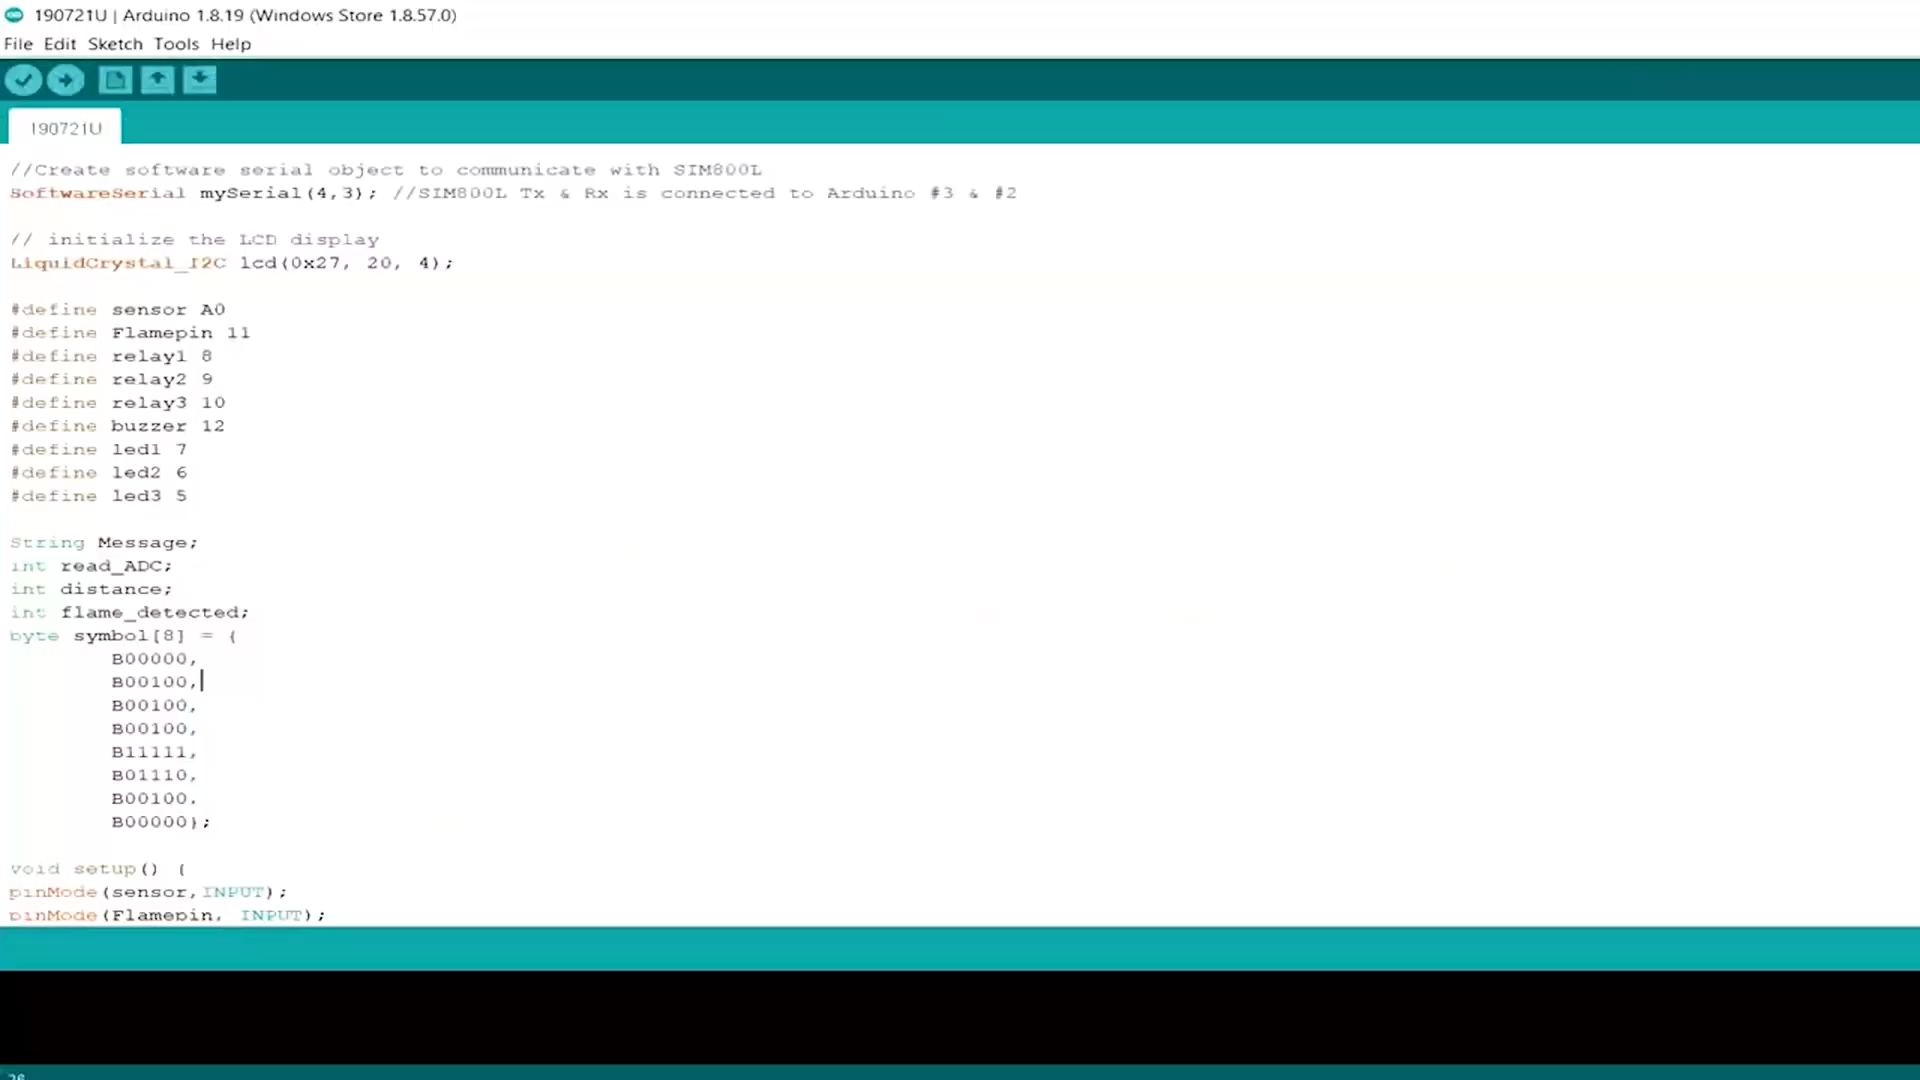 190721U | Arduino 1.8.19 (Windows Store 1.8.57.0)
File Edit Sketch Tools Help
190721U
//Create software serial object to communicate with SIM800L
SoftwareSerial mySerial(4,3); //SIM800L Tx & Rx is connected to Arduino #3 & #2
// initialize the LCD display
LiquidCrystal_I2C lcd(0x27, 20, 4);
#define sensor A0
#define Flamepin 11
#define relay1 8
#define relay2 9
#define relay3 10
#define buzzer 12
#define led1 7
#define led2 6
#define led3 5
String Message;
int read_ADC;
int distance;
int flame_detected;
byte symbol[8] = {
B00000,
B00100,
B00100,
B00100,
B11111,
B01110,
B00100,
B00000};
void setup() {
pinMode(sensor,INPUT);
pinMode(Flamepin, INPUT);